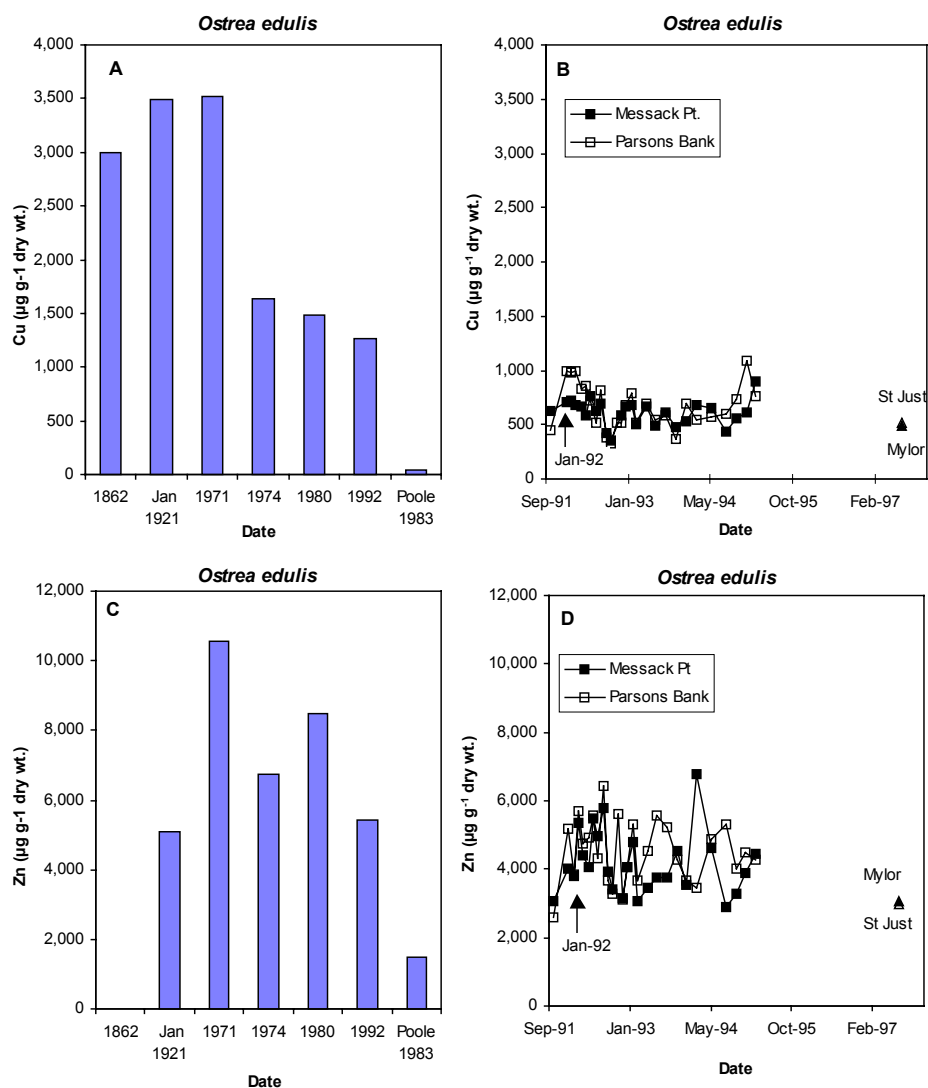 Ostrea edulis
A
4,000
3,500
3,000
2,500
2,000
1,500
1,000
500
0
Cu (µg g-1 dry wt.)
1862 Jan 1971 1974 1980 1992 Poole
1921 1983
Date
Ostrea edulis
B
4,000
3,500
3,000
2,500
2,000
1,500
1,000
500
0
Cu (µg g-1 dry wt.)
Messack Pt.
Parsons Bank
Jan-92
St Just
Mylor
Sep-91 Jan-93 May-94 Oct-95 Feb-97
Date
Ostrea edulis
C
12,000
10,000
8,000
6,000
4,000
2,000
0
Zn (µg g-1 dry wt.)
1862 Jan 1971 1974 1980 1992 Poole
1921 1983
Date
Ostrea edulis
D
12,000
10,000
8,000
6,000
4,000
2,000
0
Zn (µg g-1 dry wt.)
Messack Pt
Parsons Bank
Jan-92
Mylor
St Just
Sep-91 Jan-93 May-94 Oct-95 Feb-97
Date